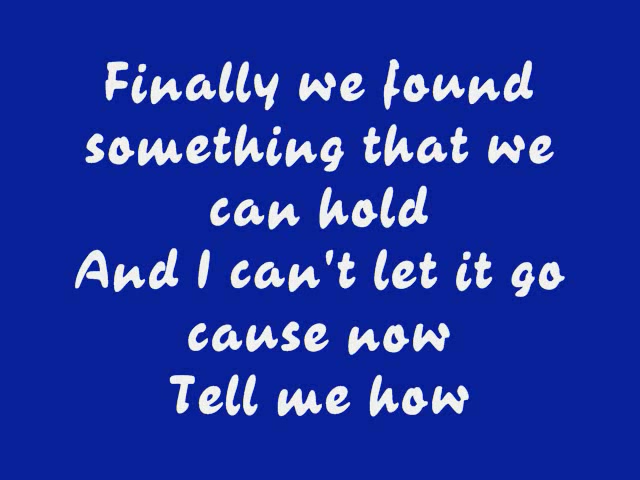 Finally we found
something that we
can hold
And I can't let it go
cause now
Tell me how